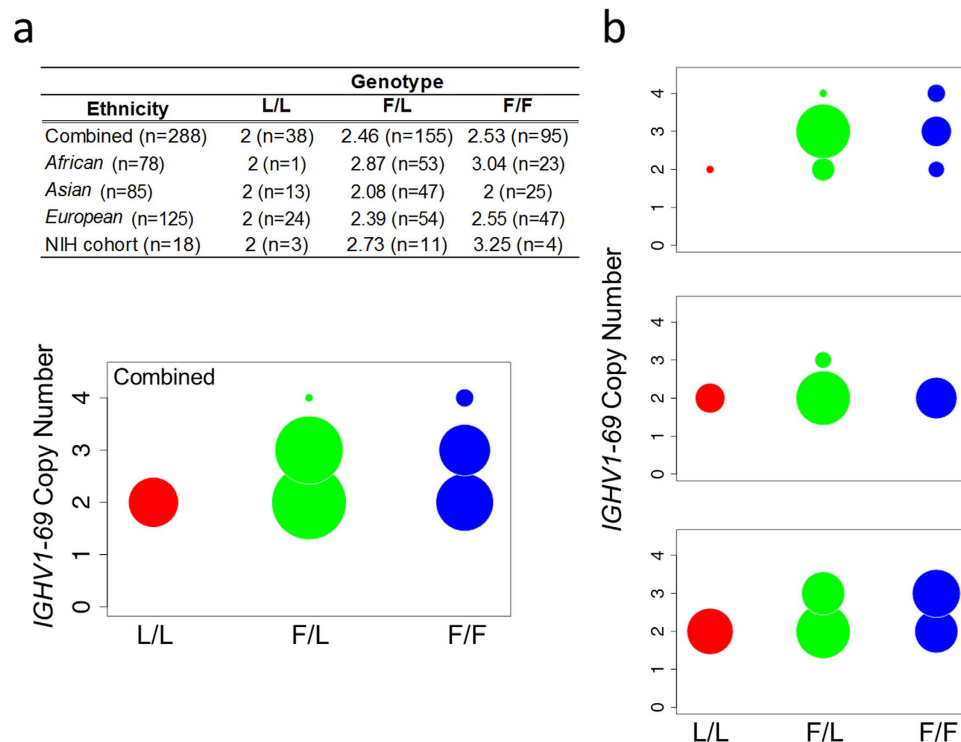 a
Genotype
Ethnicity L/L F/L F/F
Combined (n=288) 2 (n=38) 2.46 (n=155) 2.53 (n=95)
African (n=78) 2 (n=1) 2.87 (n=53) 3.04 (n=23)
Asian (n=85) 2 (n=13) 2.08 (n=47) 2 (n=25)
European (n=125) 2 (n=24) 2.39 (n=54) 2.55 (n=47)
NIH cohort (n=18) 2 (n=3) 2.73 (n=11) 3.25 (n=4)
IGHV1-69 Copy Number
Combined
4
3
2
1
0
L/L F/L F/F
b
IGHV1-69 Copy Number
4
3
2
1
0
4
3
2
1
0
4
3
2
1
0
L/L F/L F/F